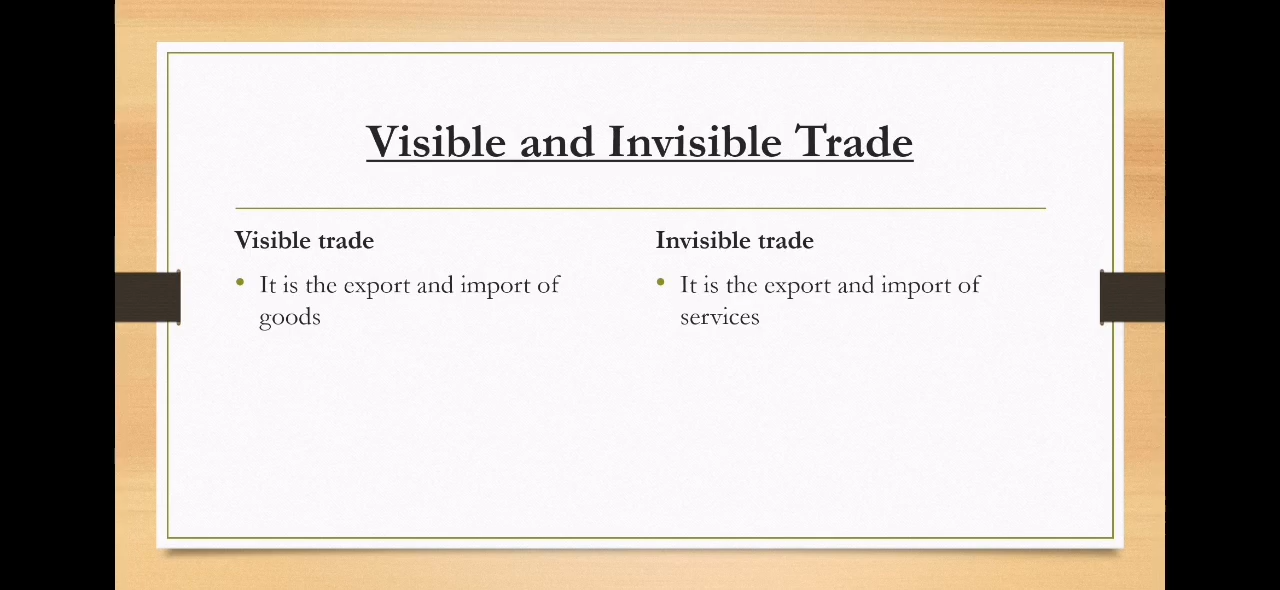 Visible and Invisible Trade
Visible trade
• It is the export and import of
goods
Invisible trade
• It is the export and import of
services